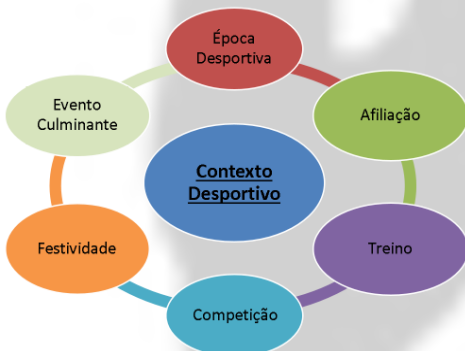 Época
Desportiva
Afiliação
Treino
Competição
Festividade
Evento
Culminante
Contexto
Desportivo